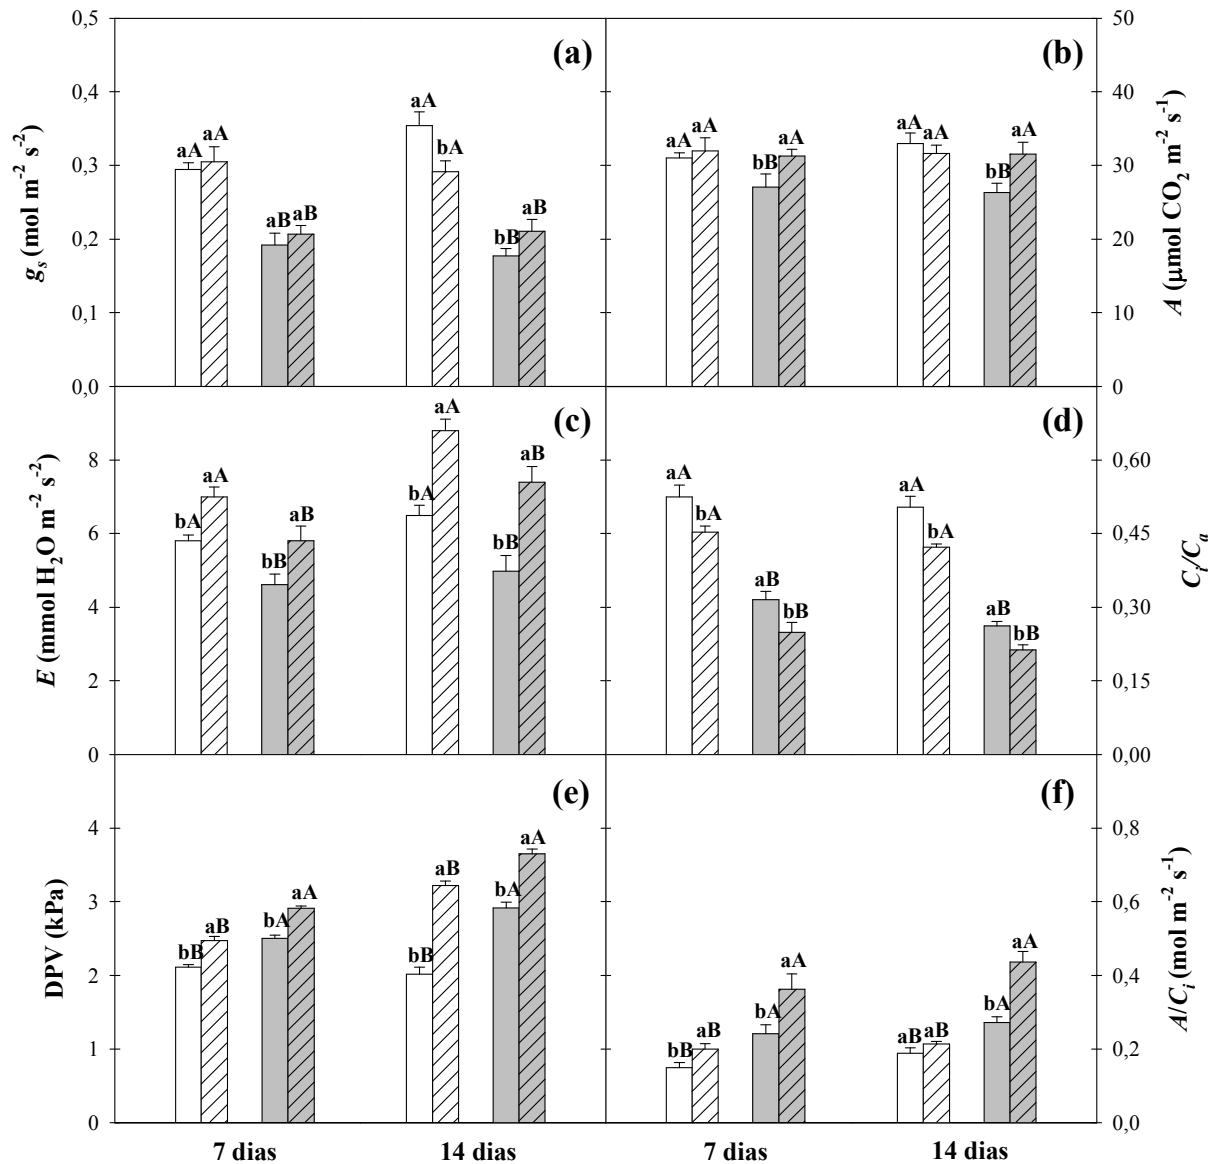 0,5
0,4
0,3
0,2
0,1
0,0
g_s (mol m⁻² s⁻²)
(a)
aA
aA
aB
aB
aA
bA
bB
aB
(b)
aA
aA
bB
aA
aA
aA
bB
aA
50
40
30
20
10
0
A (μmol CO₂ m⁻² s⁻¹)
8
6
4
2
0
E (mmol H₂O m⁻² s⁻²)
(c)
bA
aA
bB
aB
bA
aA
bB
aB
(d)
aA
bA
aB
bB
aA
bA
aB
bB
0,60
0,45
0,30
0,15
0,00
C_i/C_a
4
3
2
1
0
DPV (kPa)
(e)
bB
aB
bA
aA
bB
aB
bA
aA
(f)
bB
aB
bA
aA
aB
aB
bA
aA
0,8
0,6
0,4
0,2
0,0
A/C_i (mol m⁻² s⁻¹)
7 dias
14 dias
7 dias
14 dias